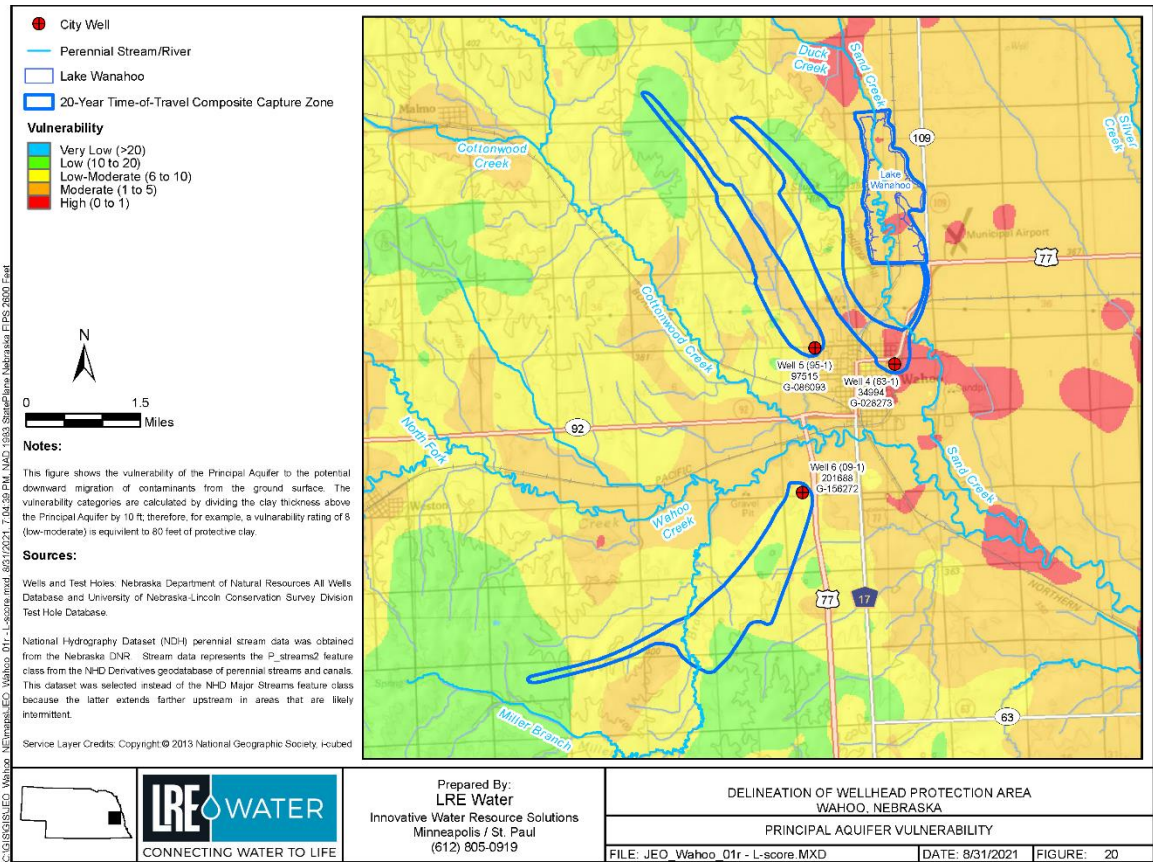 City Well
Perennial Stream/River
Lake Wanahoo
20-Year Time-of-Travel Composite Capture Zone
Vulnerability
Very Low (>20)
Low (10 to 20)
Low-Moderate (6 to 10)
Moderate (1 to 5)
High (0 to 1)
N
0 1.5
Miles
Notes:
This figure shows the vulnerability of the Principal Aquifer to the potential
downward migration of contaminants from the ground surface. The
vulnerability categories are calculated by dividing the clay thickness above
the Principal Aquifer by 10 ft; therefore, for example, a vulnerability rating of 8
(low-moderate) is equivilent to 80 feet of protective clay.
Sources:
Wells and Test Holes: Nebraska Department of Natural Resources All Wells
Database and University of Nebraska-Lincoln Conservation Survey Division
Test Hole Database.
National Hydrography Dataset (NDH) perennial stream data was obtained
from the Nebraska DNR. Stream data represents the P_streams2 feature
class from the NHD Derivatives geodatabase of perennial streams and canals.
This dataset was selected instead of the NHD Major Streams feature class
because the latter extends farther upstream in areas that are likely
intermittent.
Service Layer Credits: Copyright:© 2013 National Geographic Society, i-cubed
Duck
Creek
Sand Creek
Silver
Creek
Malmo
Cottonwood
Creek
109
Lake
Wanahoo
Municipal Airport
77
Cottonwood Creek
Well 5 (95-1)
97515
G-086093
Well 4 (63-1)
34994
G-028273
Wahoo
92
North
Fork
PACIFIC
Weston
Wahoo
Creek
Well 6 (09-1)
201688
G-156272
Gravel
Pit
Sand Creek
NORTHERN
77
17
Miller Branch
63
LRE WATER
CONNECTING WATER TO LIFE
Prepared By:
LRE Water
Innovative Water Resource Solutions
Minneapolis / St. Paul
(612) 805-0919
DELINEATION OF WELLHEAD PROTECTION AREA
WAHOO, NEBRASKA
PRINCIPAL AQUIFER VULNERABILITY
FILE: JEO_Wahoo_01r - L-score.MXD
DATE: 8/31/2021
FIGURE: 20